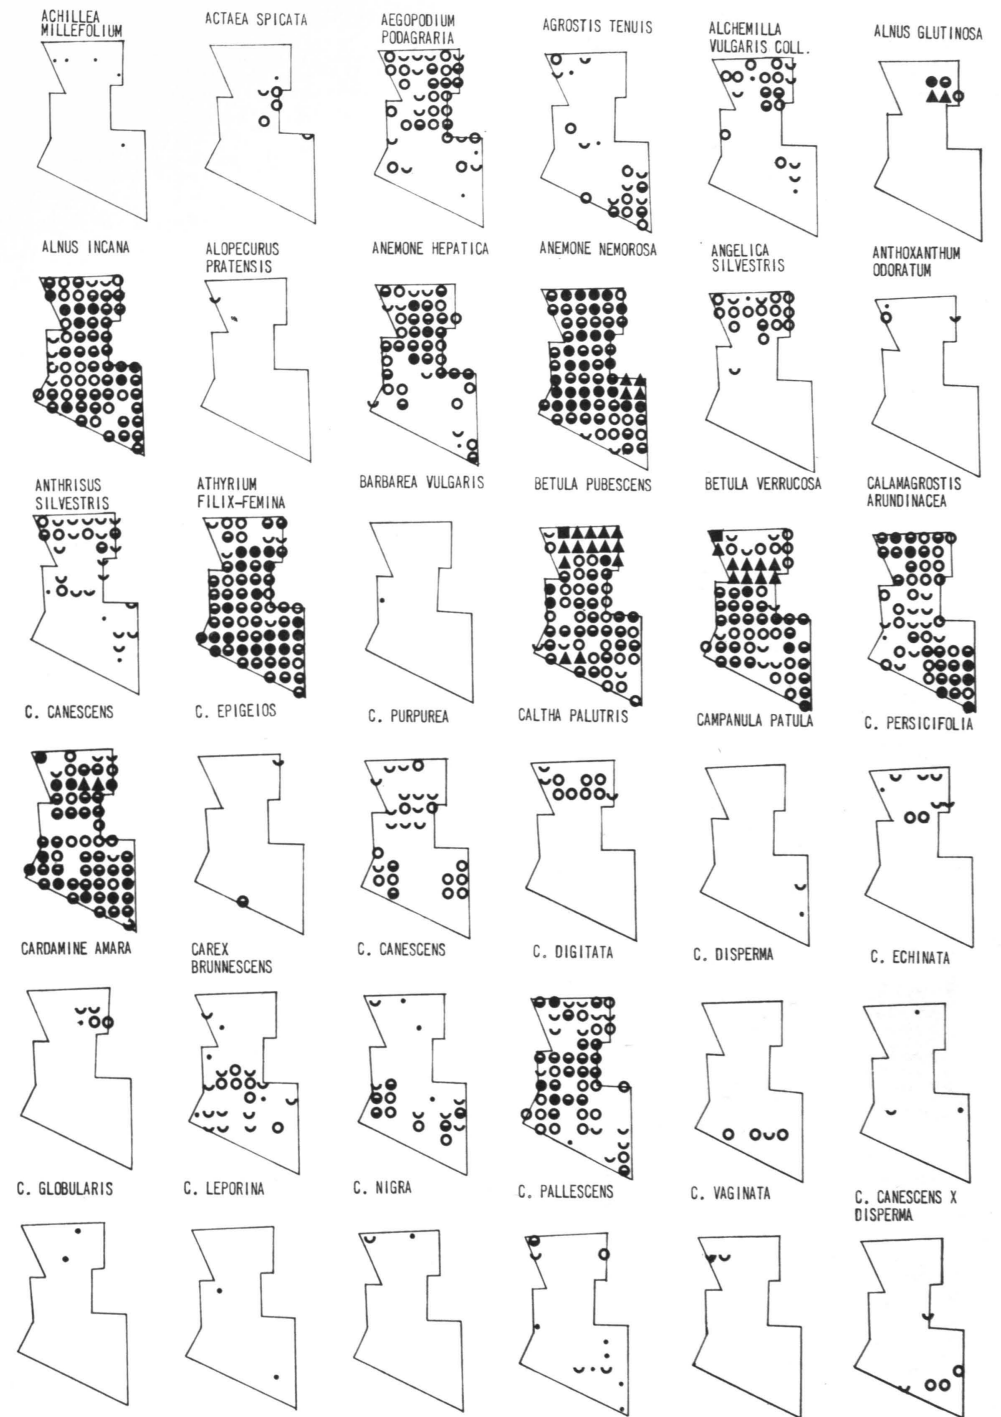 ACHILLEA
MILLEFOLIUM
ACTAEA SPICATA
AEGOPODIUM
PODAGRARIA
AGROSTIS TENUIS
ALCHEMILLA
VULGARIS COLL.
ALNUS GLUTINOSA
ALNUS INCANA
ALOPECURUS
PRATENSIS
ANEMONE HEPATICA
ANEMONE NEMOROSA
ANGELICA
SILVESTRIS
ANTHOXANTHUM
ODORATUM
ANTHRISUS
SILVESTRIS
ATHYRIUM
FILIX-FEMINA
BARBAREA VULGARIS
BETULA PUBESCENS
BETULA VERRUCOSA
CALAMAGROSTIS
ARUNDINACEA
C. CANESCENS
C. EPIGEIOS
C. PURPUREA
CALTHA PALUTRIS
CAMPANULA PATULA
C. PERSICIFOLIA
CARDAMINE AMARA
CAREX
BRUNNESCENS
C. CANESCENS
C. DIGITATA
C. DISPERMA
C. ECHINATA
C. GLOBULARIS
C. LEPORINA
C. NIGRA
C. PALLESCENS
C. VAGINATA
C. CANESCENS X
DISPERMA